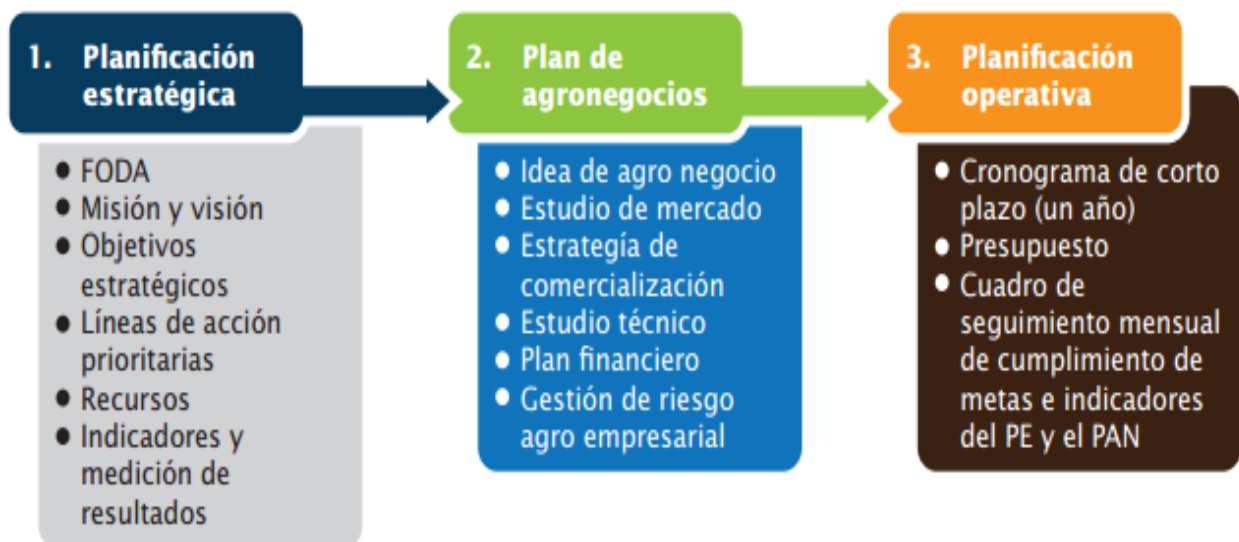 1. Planificación
estratégica
• FODA
• Misión y visión
• Objetivos
estratégicos
• Líneas de acción
prioritarias
• Recursos
• Indicadores y
medición de
resultados
2. Plan de
agronegocios
• Idea de agro negocio
• Estudio de mercado
• Estrategía de
comercialización
• Estudio técnico
• Plan financiero
• Gestión de riesgo
agro empresarial
3. Planificación
operativa
• Cronograma de corto
plazo (un año)
• Presupuesto
• Cuadro de
seguimiento mensual
de cumplimiento de
metas e indicadores
del PE y el PAN